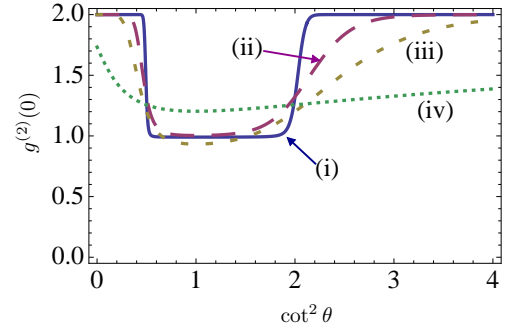 2.0
(ii)
(iii)
1.5
(iv)
g^(2)(0)
1.0
(i)
0.5
0.0
0 1 2 3 4
cot² θ